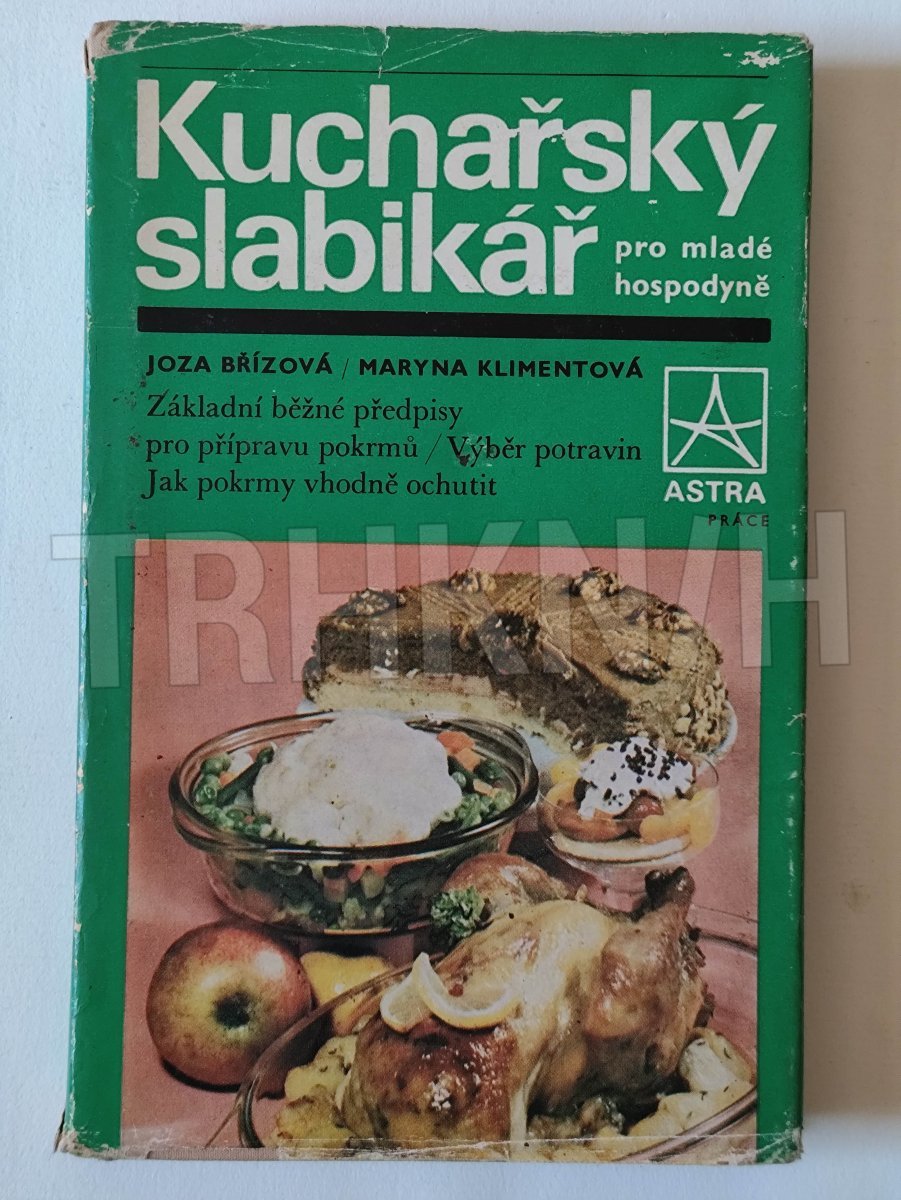 Kuchařský
slabikář
pro mladé
hospodyně
JOZA BŘÍZOVÁ / MARYNA KLIMENTOVÁ
Základní běžné předpisy
pro přípravu pokrmů / Výběr potravin
Jak pokrmy vhodně ochutit
ASTRA
PRÁCE
TRHKNIH